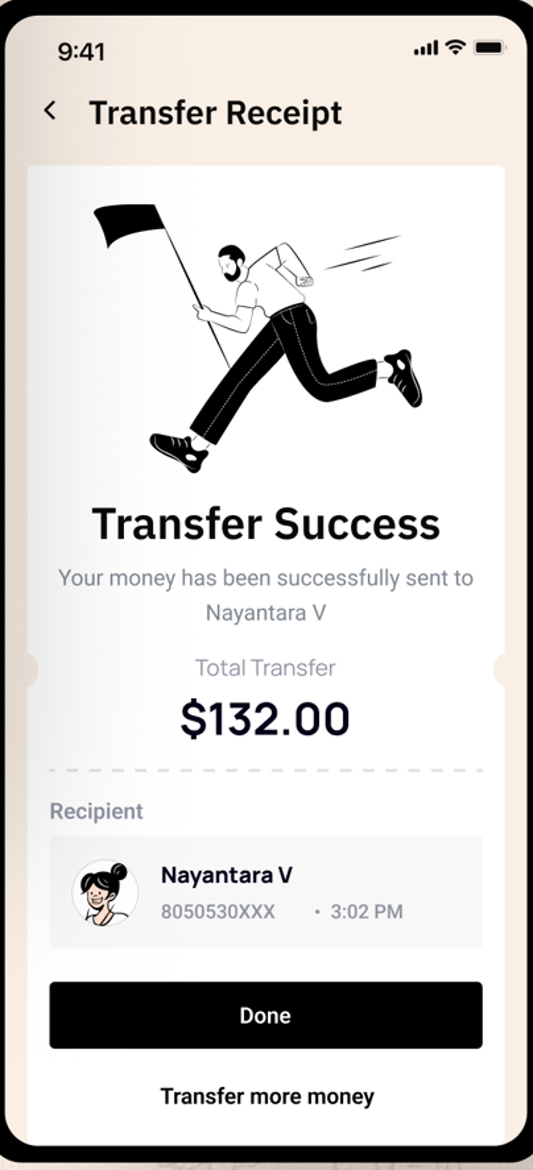 9:41
Transfer Receipt
Transfer Success
Your money has been successfully sent to
Nayantara V
Total Transfer
$132.00
Recipient
Nayantara V
8050530XXX • 3:02 PM
Done
Transfer more money